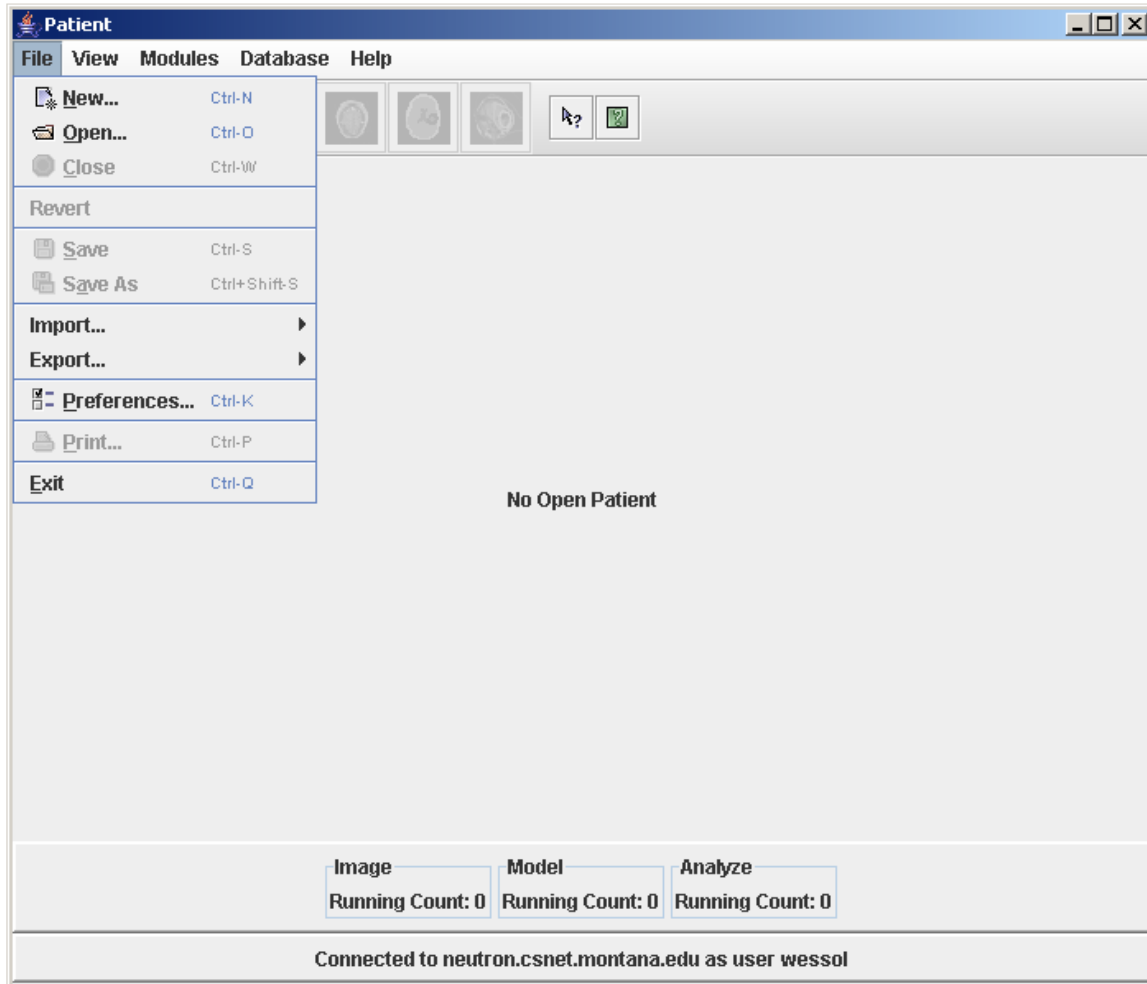 Patient
File View Modules Database Help
New... Ctrl-N
Open... Ctrl-O
Close Ctrl-W
Revert
Save Ctrl-S
Save As Ctrl+Shift-S
Import...
Export...
Preferences... Ctrl-K
Print... Ctrl-P
Exit Ctrl-Q
No Open Patient
Image Model Analyze
Running Count: 0 Running Count: 0 Running Count: 0
Connected to neutron.csnet.montana.edu as user wessol